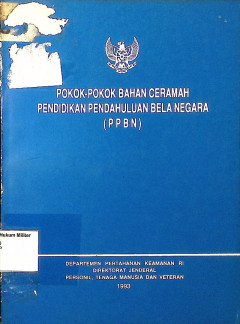 POKOK-POKOK BAHAN CERAMAH
PENDIDIKAN PENDAHULUAN BELA NEGARA
(PPBN)
Hukum Militer
DEPARTEMEN PERTAHANAN KEAMANAN RI
DIREKTORAT JENDERAL
PERSONIL, TENAGA MANUSIA DAN VETERAN
1993